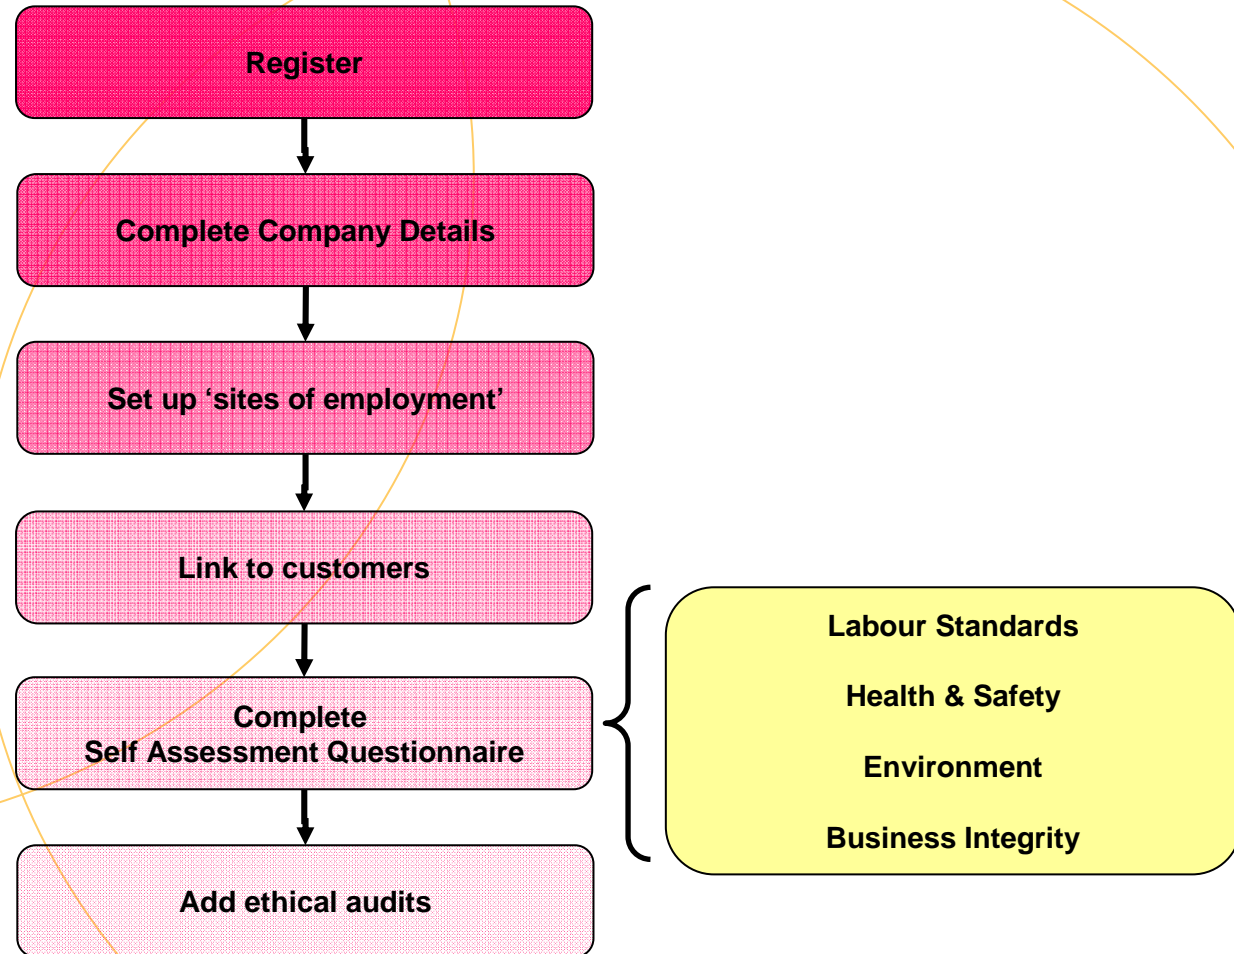 Register
Complete Company Details
Set up ‘sites of employment’
Link to customers
Complete
Self Assessment Questionnaire
Labour Standards
Health & Safety
Environment
Business Integrity
Add ethical audits